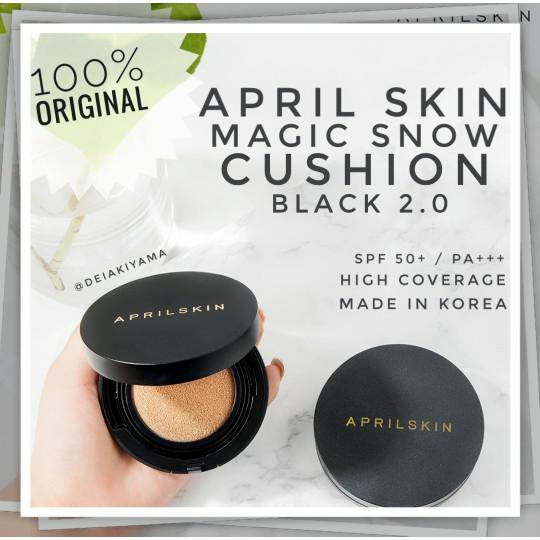 APRILSKIN
100%
ORIGINAL
APRIL SKIN
MAGIC SNOW
CUSHION
BLACK 2.0
SPF 50+ / PA+++
HIGH COVERAGE
MADE IN KOREA
@DEIAKIYAMA
APRILSKIN
APRILSKIN